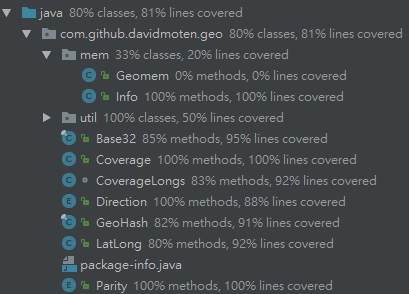 java 80% classes, 81% lines covered
com.github.davidmoten.geo 80% classes, 81% lines covered
mem 33% classes, 20% lines covered
Geomem 0% methods, 0% lines covered
Info 100% methods, 100% lines covered
util 100% classes, 50% lines covered
Base32 85% methods, 95% lines covered
Coverage 100% methods, 100% lines covered
CoverageLongs 83% methods, 92% lines covered
Direction 100% methods, 88% lines covered
GeoHash 82% methods, 91% lines covered
LatLong 80% methods, 92% lines covered
package-info.java
Parity 100% methods, 100% lines covered